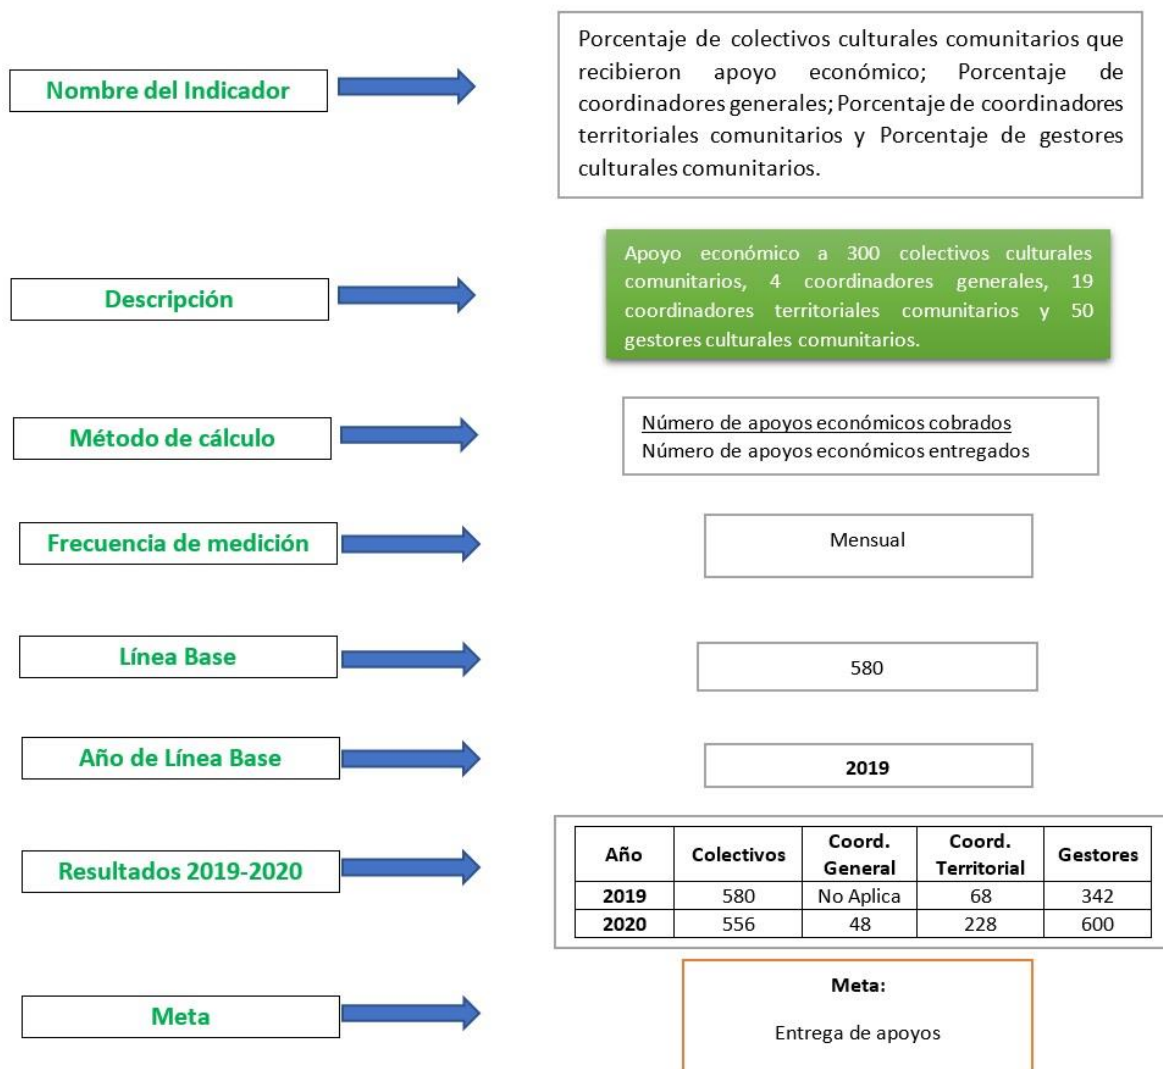 Nombre del Indicador
Porcentaje de colectivos culturales comunitarios que
recibieron apoyo económico; Porcentaje de
coordinadores generales; Porcentaje de coordinadores
territoriales comunitarios y Porcentaje de gestores
culturales comunitarios.
Descripción
Apoyo económico a 300 colectivos culturales
comunitarios, 4 coordinadores generales, 19
coordinadores territoriales comunitarios y 50
gestores culturales comunitarios.
Método de cálculo
Número de apoyos económicos cobrados
Número de apoyos económicos entregados
Frecuencia de medición
Mensual
Línea Base
580
Año de Línea Base
2019
Resultados 2019-2020
Año Colectivos Coord. General Coord. Territorial Gestores
2019 580 No Aplica 68 342
2020 556 48 228 600
Meta
Meta:
Entrega de apoyos